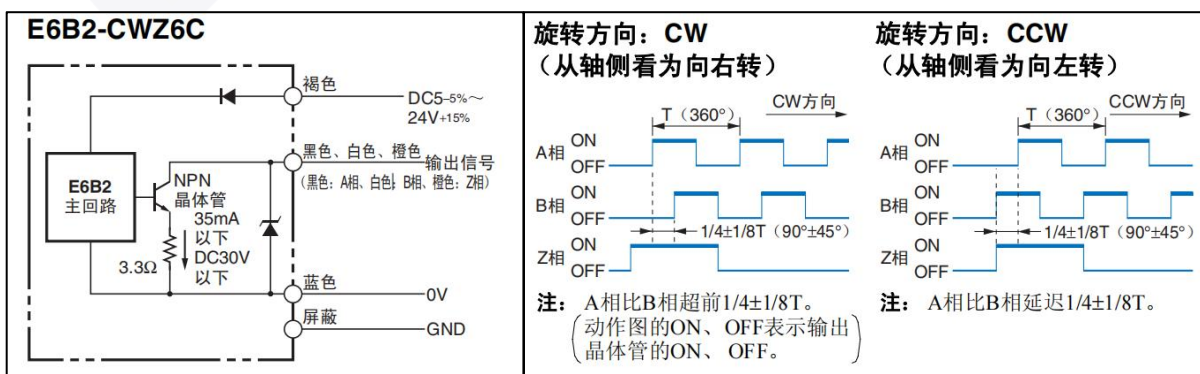 E6B2-CWZ6C
褐色
DC5-5%～
24V+15%
黑色、白色、橙色
输出信号
（黑色：A相、白色：B相、橙色：Z相）
E6B2
主回路
NPN
晶体管
35mA
以下
DC30V
以下
3.3Ω
蓝色
0V
屏蔽
GND
旋转方向：CW
（从轴侧看为向右转）
T（360°）
CW方向
A相
ON
OFF
B相
ON
OFF
1/4±1/8T（90°±45°）
Z相
ON
OFF
注： A相比B相超前1/4±1/8T。
（动作图的ON、OFF表示输出
晶体管的ON、OFF。）
旋转方向：CCW
（从轴侧看为向左转）
T（360°）
CCW方向
A相
ON
OFF
B相
ON
OFF
1/4±1/8T（90°±45°）
Z相
ON
OFF
注： A相比B相延迟1/4±1/8T。